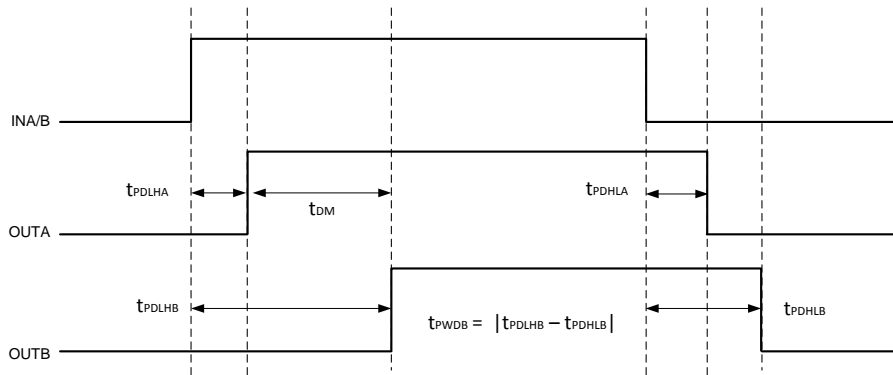 INA/B
tPDLHA
tDM
tPDHLA
OUTA
tPDLHB
tPWDB = |tPDLHB – tPDHLB|
tPDHLB
OUTB